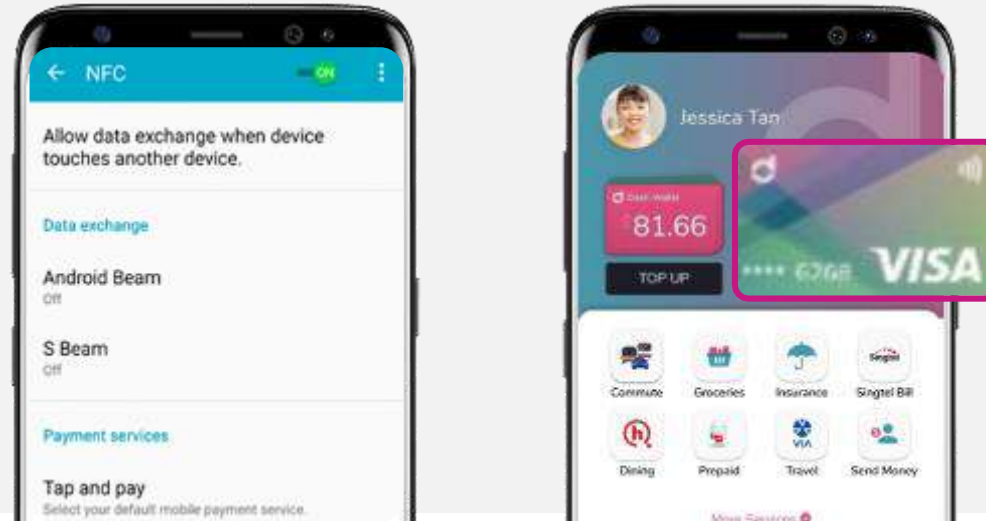 NFC
ON
Allow data exchange when device
touches another device.
Data exchange
Android Beam
Off
S Beam
Off
Payment services
Tap and pay
Select your default mobile payment service.
Jessica Tan
81.66
TOP UP
VISA
Commute
Groceries
Insurance
Singtel
Singtel Bill
VIA
Dining
Prepaid
Travel
Send Money
More Services